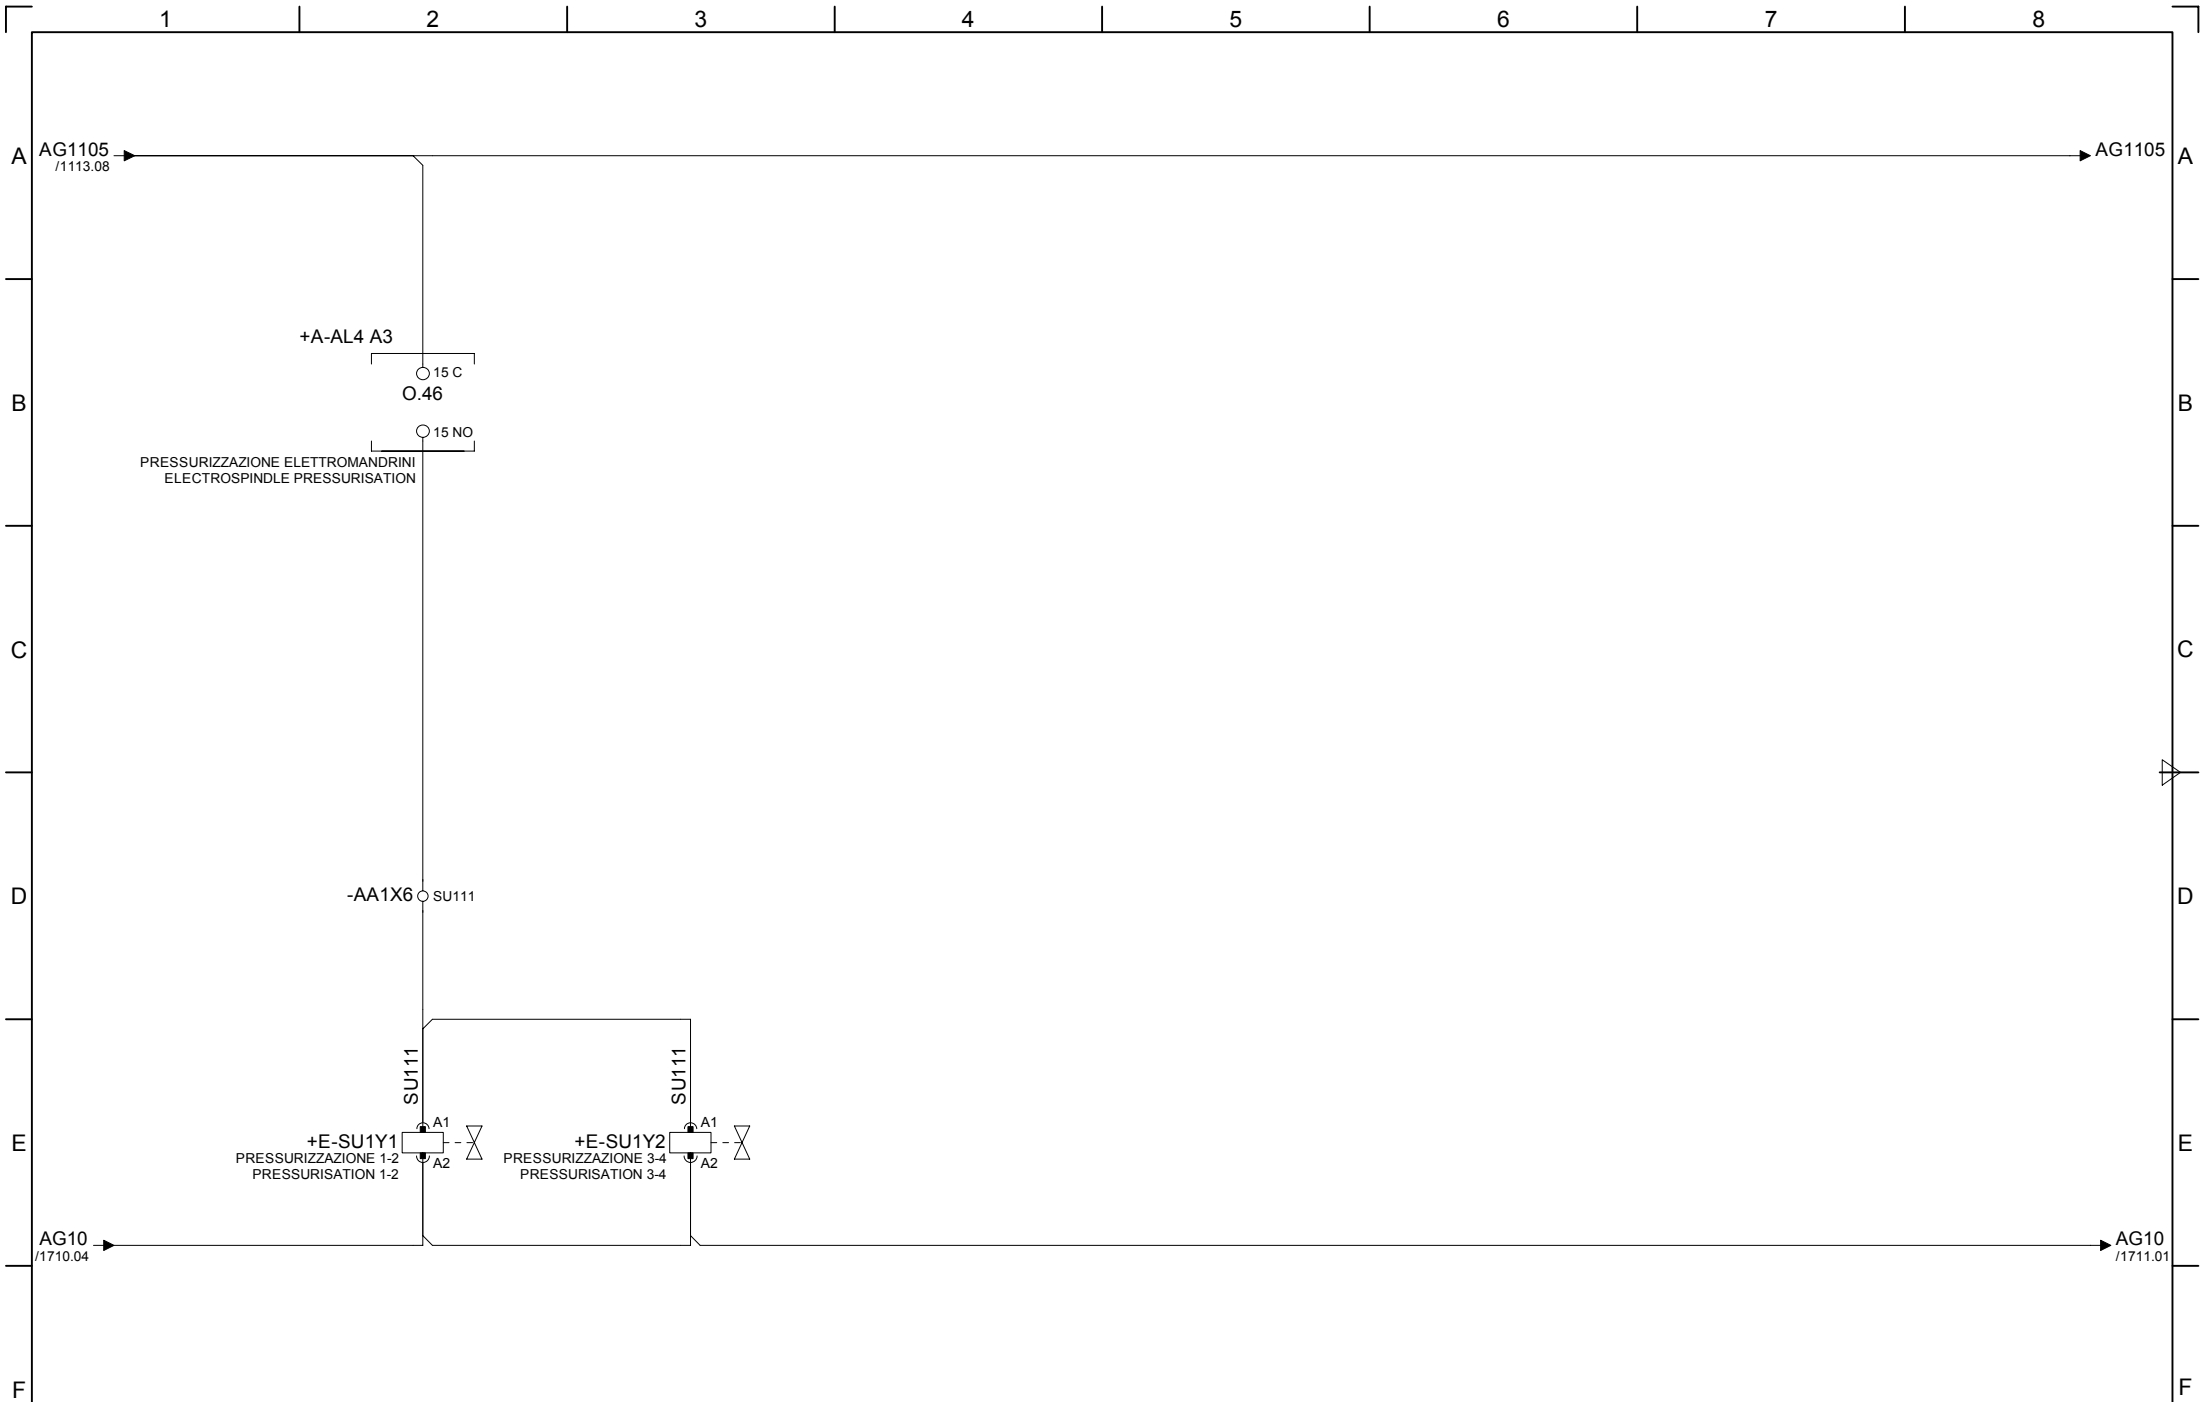 1 2 3 4 5 6 7 8
A AG1105 AG1105 A
/1113.08
+A-AL4 A3
15 C
B O.46 B
15 NO
PRESSURIZZAZIONE ELETTROMANDRINI
ELECTROSPINDLE PRESSURISATION
C C
D -AA1X6 SU111 D
SU111 SU111
A1 A1
E +E-SU1Y1 +E-SU1Y2 E
PRESSURIZZAZIONE 1-2 A2 PRESSURIZZAZIONE 3-4 A2
PRESSURISATION 1-2 PRESSURISATION 3-4
AG10 AG10
/1710.04 /1711.01
F F